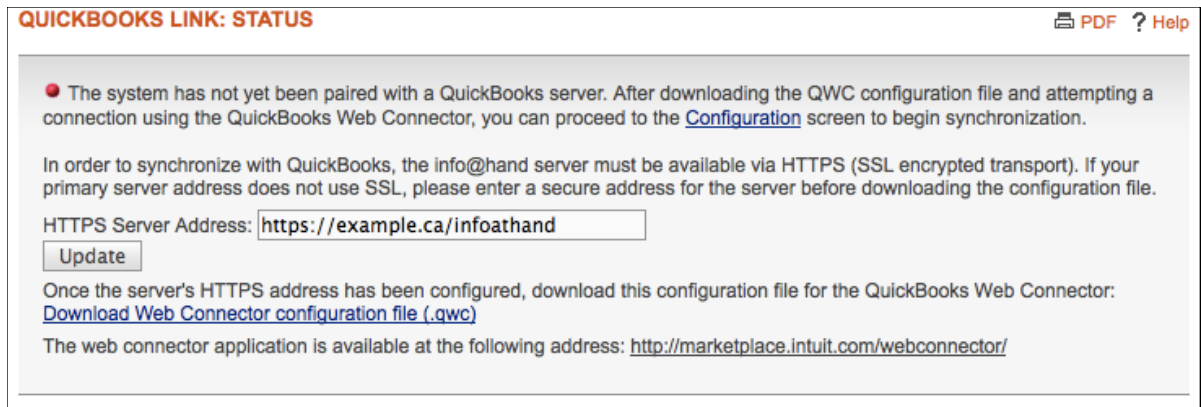 QUICKBOOKS LINK: STATUS
PDF ? Help
The system has not yet been paired with a QuickBooks server. After downloading the QWC configuration file and attempting a
connection using the QuickBooks Web Connector, you can proceed to the Configuration screen to begin synchronization.
In order to synchronize with QuickBooks, the info@hand server must be available via HTTPS (SSL encrypted transport). If your
primary server address does not use SSL, please enter a secure address for the server before downloading the configuration file.
HTTPS Server Address: https://example.ca/infoathand
Update
Once the server's HTTPS address has been configured, download this configuration file for the QuickBooks Web Connector:
Download Web Connector configuration file (.qwc)
The web connector application is available at the following address: http://marketplace.intuit.com/webconnector/